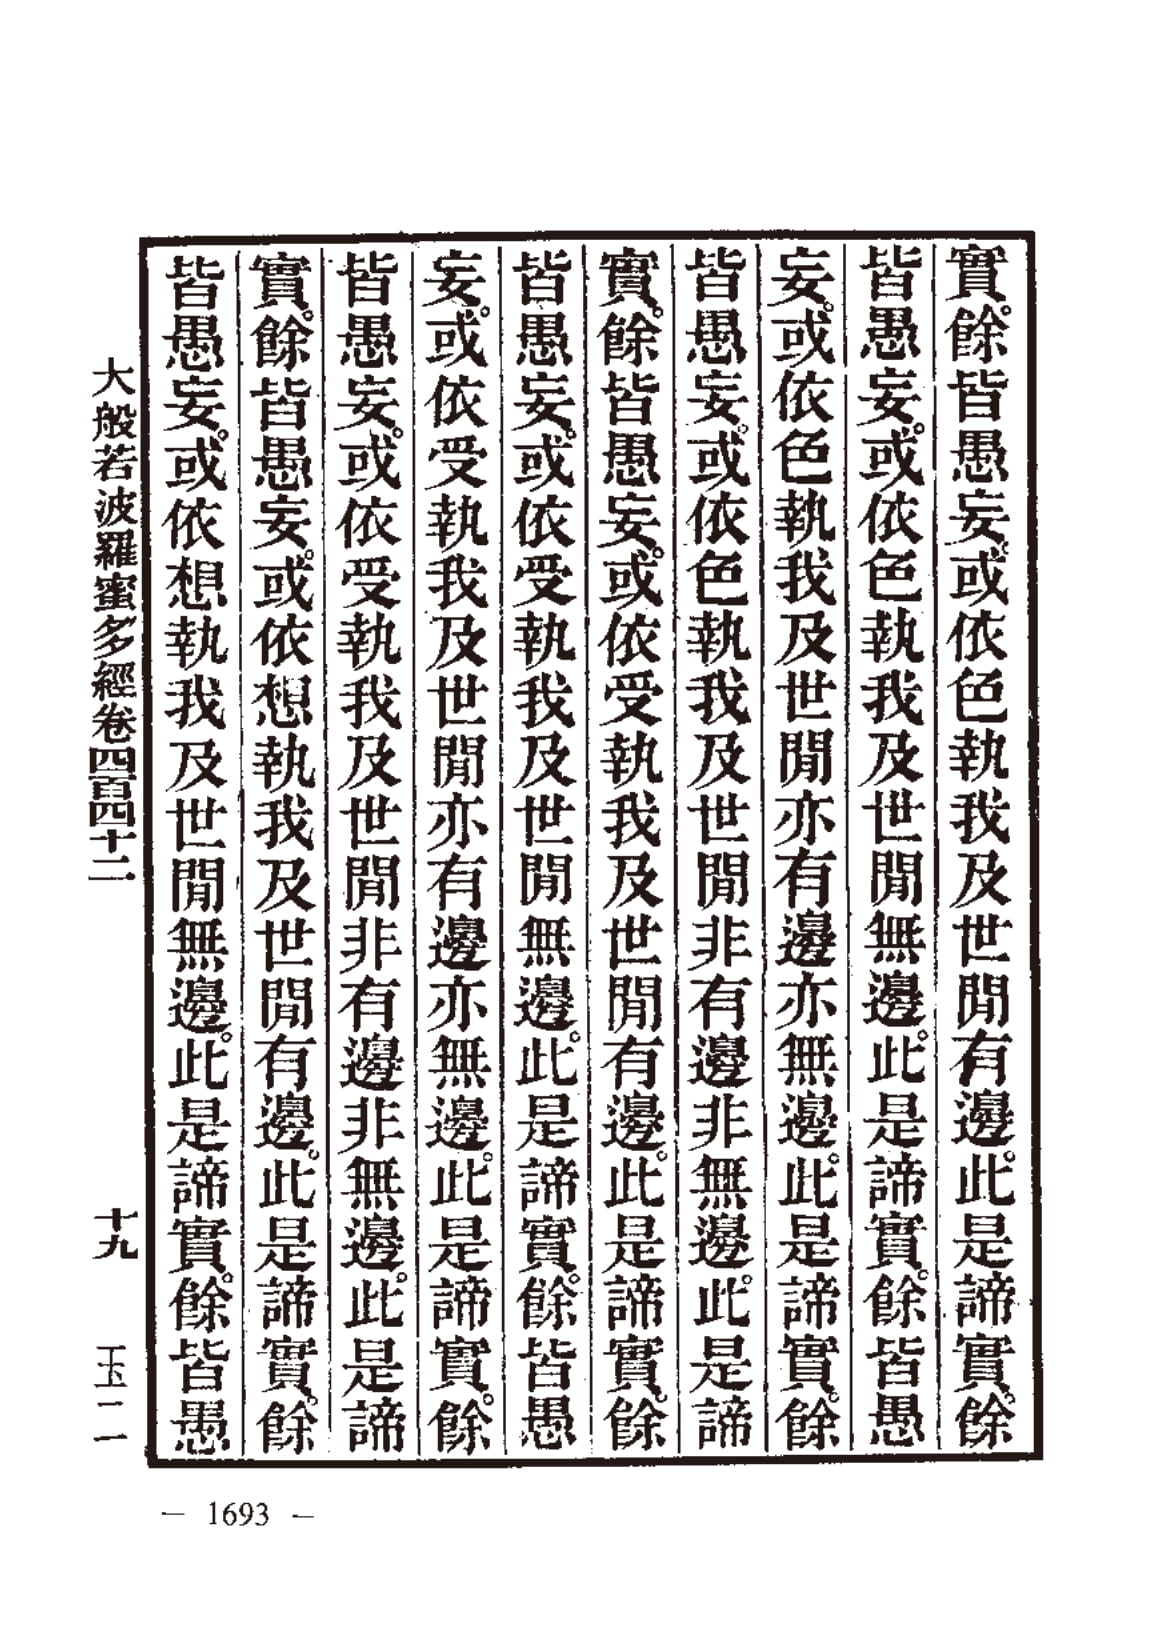 實。餘皆愚妄。或依色執我及世閒有邊。此是諦實。餘
皆愚妄。或依色執我及世閒無邊。此是諦實。餘皆愚
妄。或依色執我及世閒亦有邊亦無邊。此是諦實。餘
皆愚妄。或依色執我及世閒非有邊非無邊。此是諦
實。餘皆愚妄。或依受執我及世閒有邊。此是諦實。餘
皆愚妄。或依受執我及世閒無邊。此是諦實。餘皆愚
妄。或依受執我及世閒亦有邊亦無邊。此是諦實。餘
皆愚妄。或依受執我及世閒非有邊非無邊。此是諦
實。餘皆愚妄。或依想執我及世閒有邊。此是諦實。餘
皆愚妄。或依想執我及世閒無邊。此是諦實。餘皆愚
大般若波羅蜜多經卷四百四十二 十九 玉二一
— 1693 —